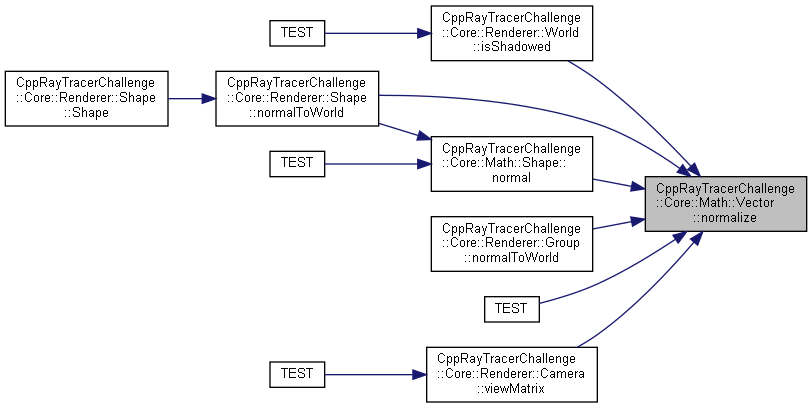 TEST
CppRayTracerChallenge
::Core::Renderer::World
::isShadowed
CppRayTracerChallenge
::Core::Renderer::Shape
::Shape
CppRayTracerChallenge
::Core::Renderer::Shape
::normalToWorld
TEST
CppRayTracerChallenge
::Core::Math::Shape::
normal
CppRayTracerChallenge
::Core::Math::Vector
::normalize
CppRayTracerChallenge
::Core::Renderer::Group
::normalToWorld
TEST
TEST
CppRayTracerChallenge
::Core::Renderer::Camera
::viewMatrix